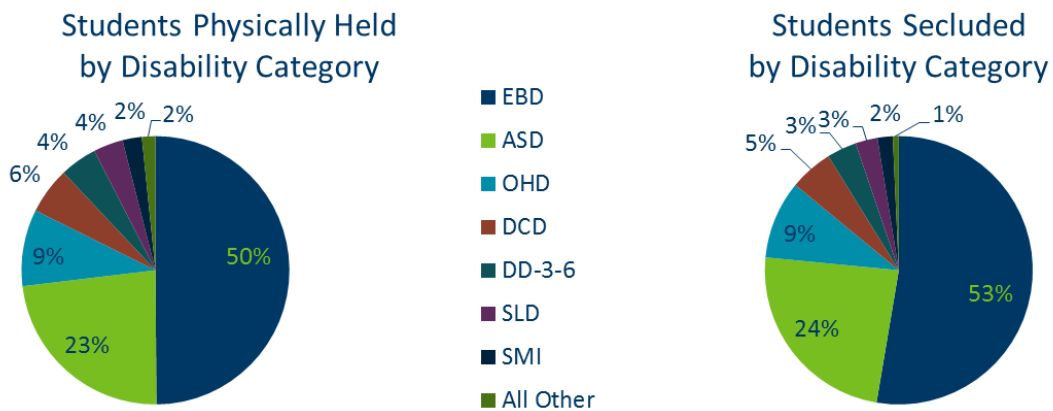 Students Physically Held
by Disability Category
2%
2%
4%
4%
6%
9%
23%
50%
EBD
ASD
OHD
DCD
DD-3-6
SLD
SMI
All Other
Students Secluded
by Disability Category
1%
2%
3%
3%
5%
9%
24%
53%